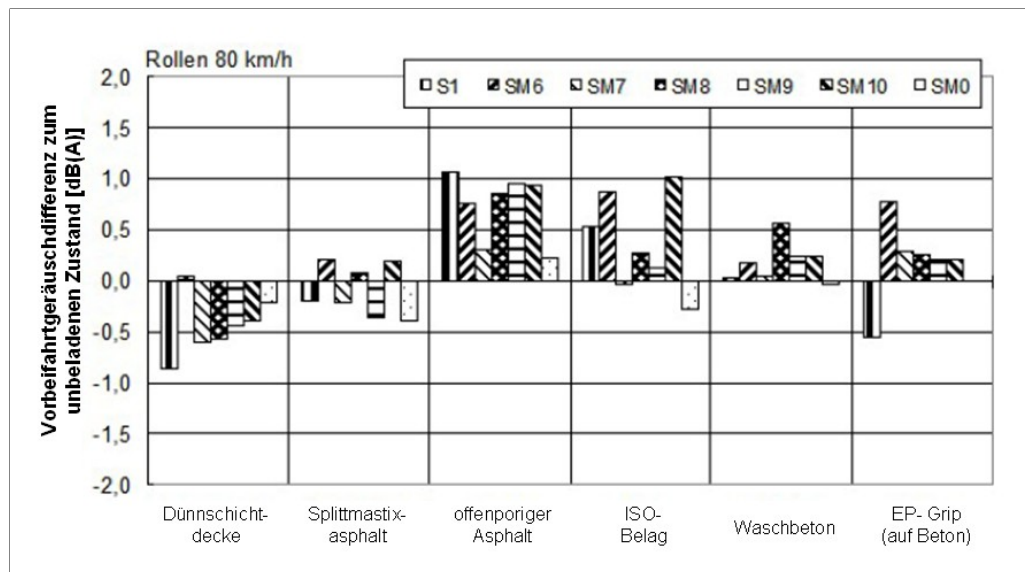 Rollen 80 km/h
S1 SM6 SM7 SM8 SM9 SM10 SM0
Vorbeifahrtgeräuschdifferenz zum
unbeladenen Zustand [dB(A)]
2,0
1,5
1,0
0,5
0,0
-0,5
-1,0
-1,5
-2,0
Dünnschicht-
decke
Splittmastix-
asphalt
offenporiger
Asphalt
ISO-
Belag
Waschbeton
EP- Grip
(auf Beton)